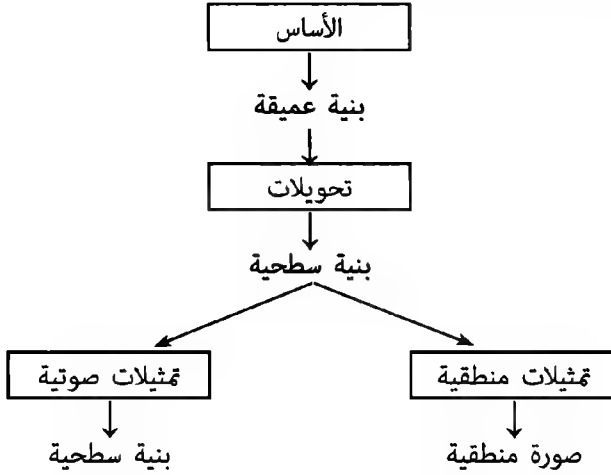 الأساس
بنية عميقة
تحويلات
بنية سطحية
تمثيلات منطقية
تمثيلات صوتية
صورة منطقية
بنية سطحية